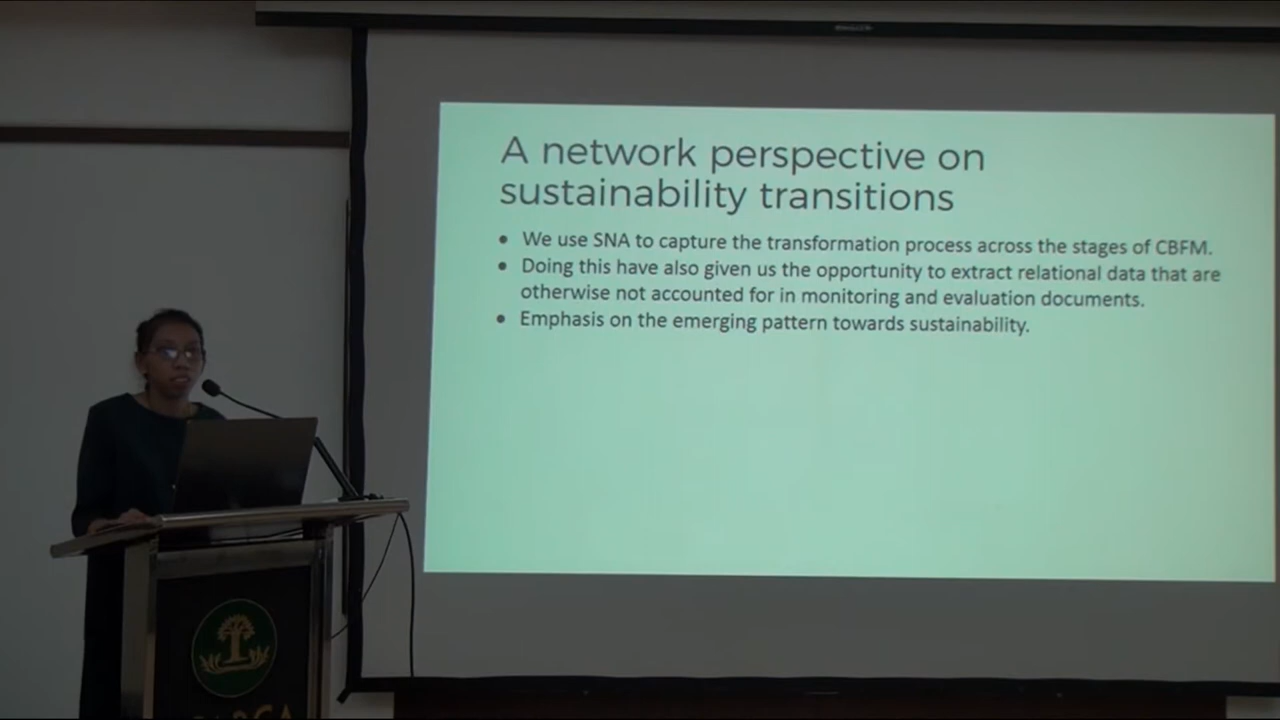 A network perspective on
sustainability transitions
• We use SNA to capture the transformation process across the stages of CBFM.
• Doing this have also given us the opportunity to extract relational data that are
otherwise not accounted for in monitoring and evaluation documents.
• Emphasis on the emerging pattern towards sustainability.